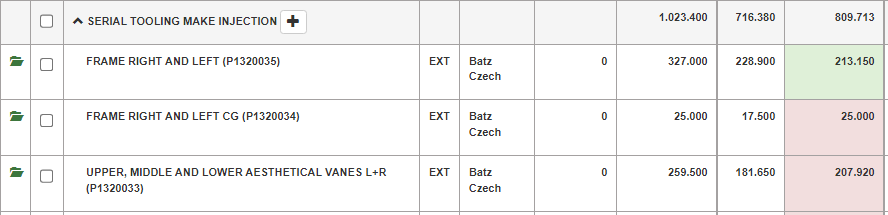 SERIAL TOOLING MAKE INJECTION 1.023.400 716.380 809.713
FRAME RIGHT AND LEFT (P1320035) EXT Batz 0 327.000 228.900 213.150
Czech
FRAME RIGHT AND LEFT CG (P1320034) EXT Batz 0 25.000 17.500 25.000
Czech
UPPER, MIDDLE AND LOWER AESTHETICAL VANES L+R EXT Batz 0 259.500 181.650 207.920
(P1320033) Czech